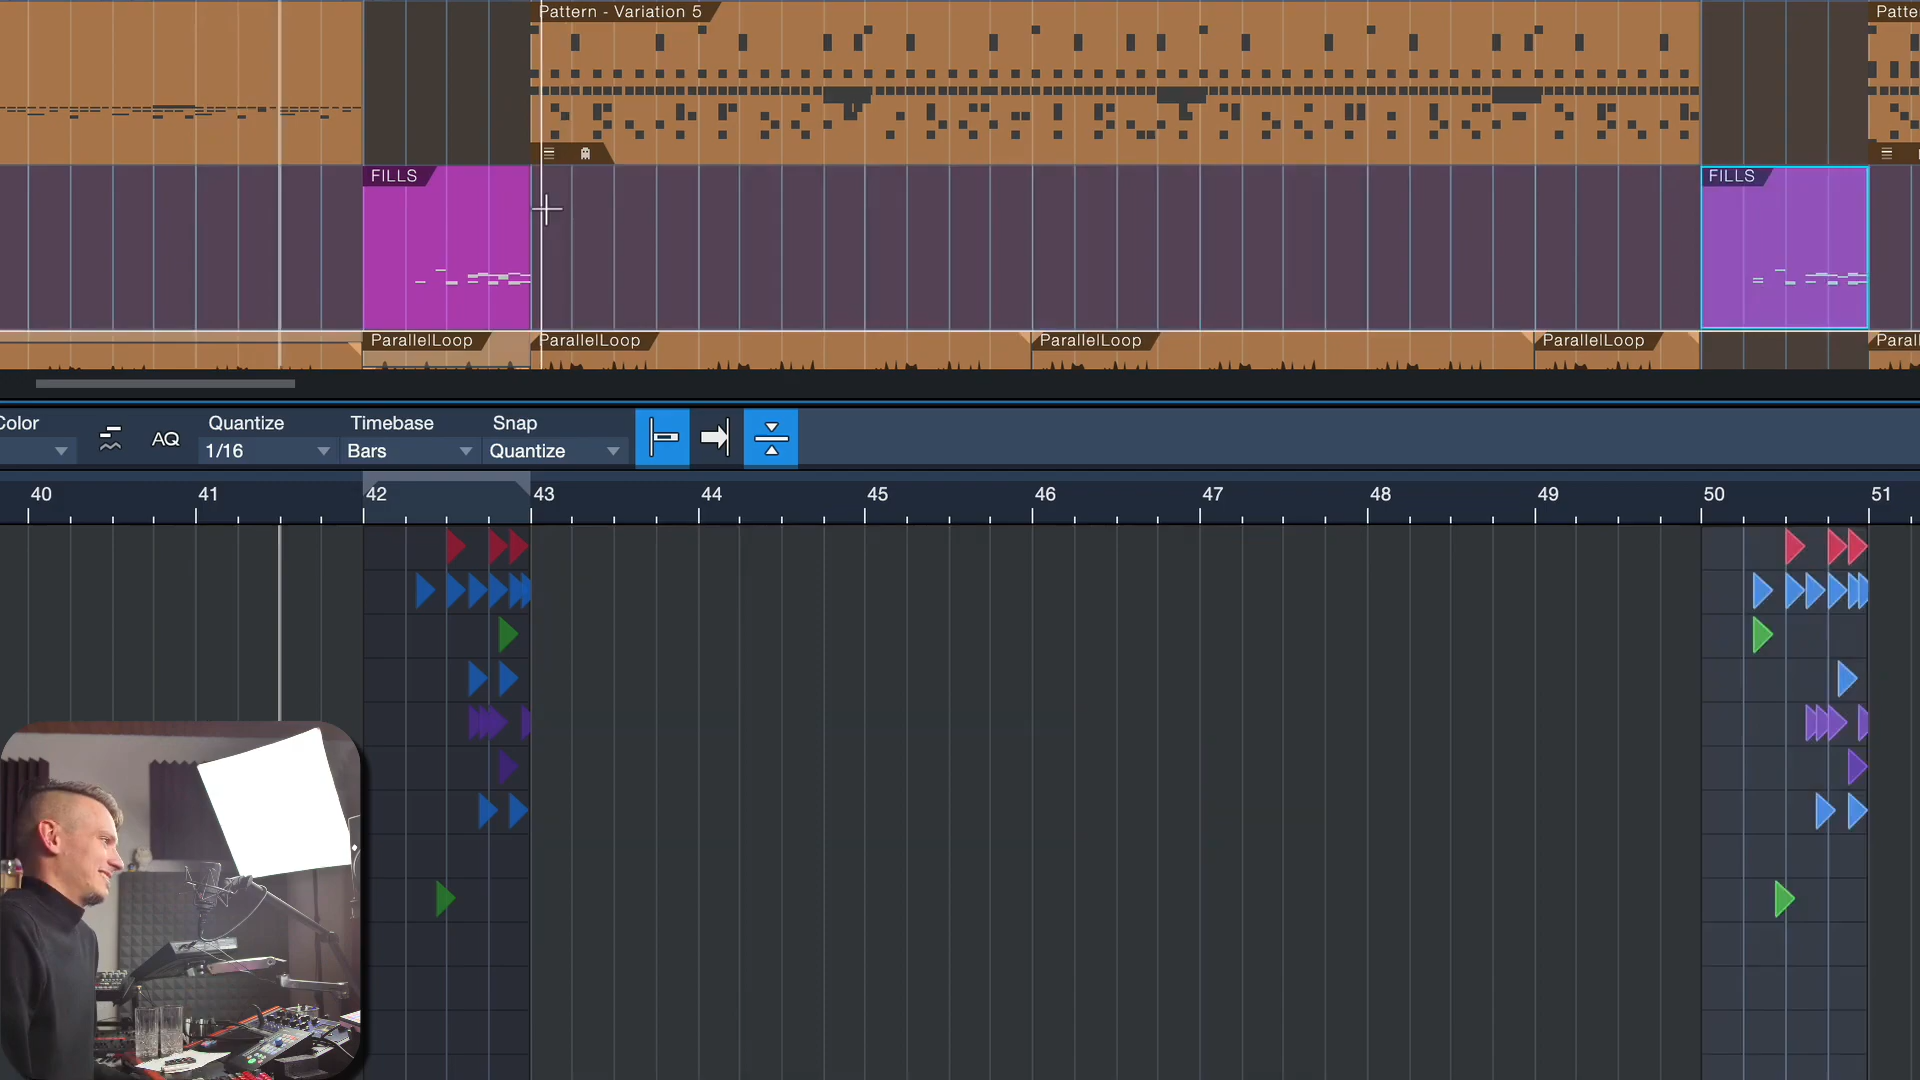 Pattern - Variation 5
Patte
FILLS
FILLS
ParallelLoop
ParallelLoop
ParallelLoop
ParallelLoop
Paral
Color
AQ
Quantize
1/16
Timebase
Bars
Snap
Quantize
40 41 42 43 44 45 46 47 48 49 50 51